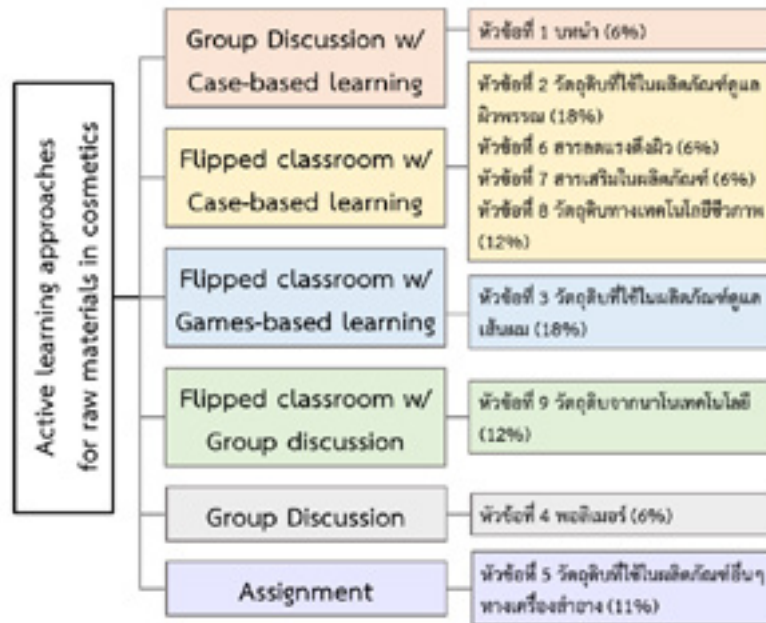 Active learning approaches
for raw materials in cosmetics
Group Discussion w/
Case-based learning
หัวข้อที่ 1 บทนำ (6%)
Flipped classroom w/
Case-based learning
หัวข้อที่ 2 วัตถุดิบที่ใช้ในผลิตภัณฑ์ดูแล
ผิวพรรณ (18%)
หัวข้อที่ 6 สารลดแรงตึงผิว (6%)
หัวข้อที่ 7 สารเสริมในผลิตภัณฑ์ (6%)
หัวข้อที่ 8 วัตถุดิบทางเทคโนโลยีชีวภาพ
(12%)
Flipped classroom w/
Games-based learning
หัวข้อที่ 3 วัตถุดิบที่ใช้ในผลิตภัณฑ์ดูแล
เส้นผม (18%)
Flipped classroom w/
Group discussion
หัวข้อที่ 9 วัตถุดิบจากนาโนเทคโนโลยี
(12%)
Group Discussion
หัวข้อที่ 4 พอลิเมอร์ (6%)
Assignment
หัวข้อที่ 5 วัตถุดิบที่ใช้ในผลิตภัณฑ์อื่นๆ
ทางเครื่องสำอาง (11%)